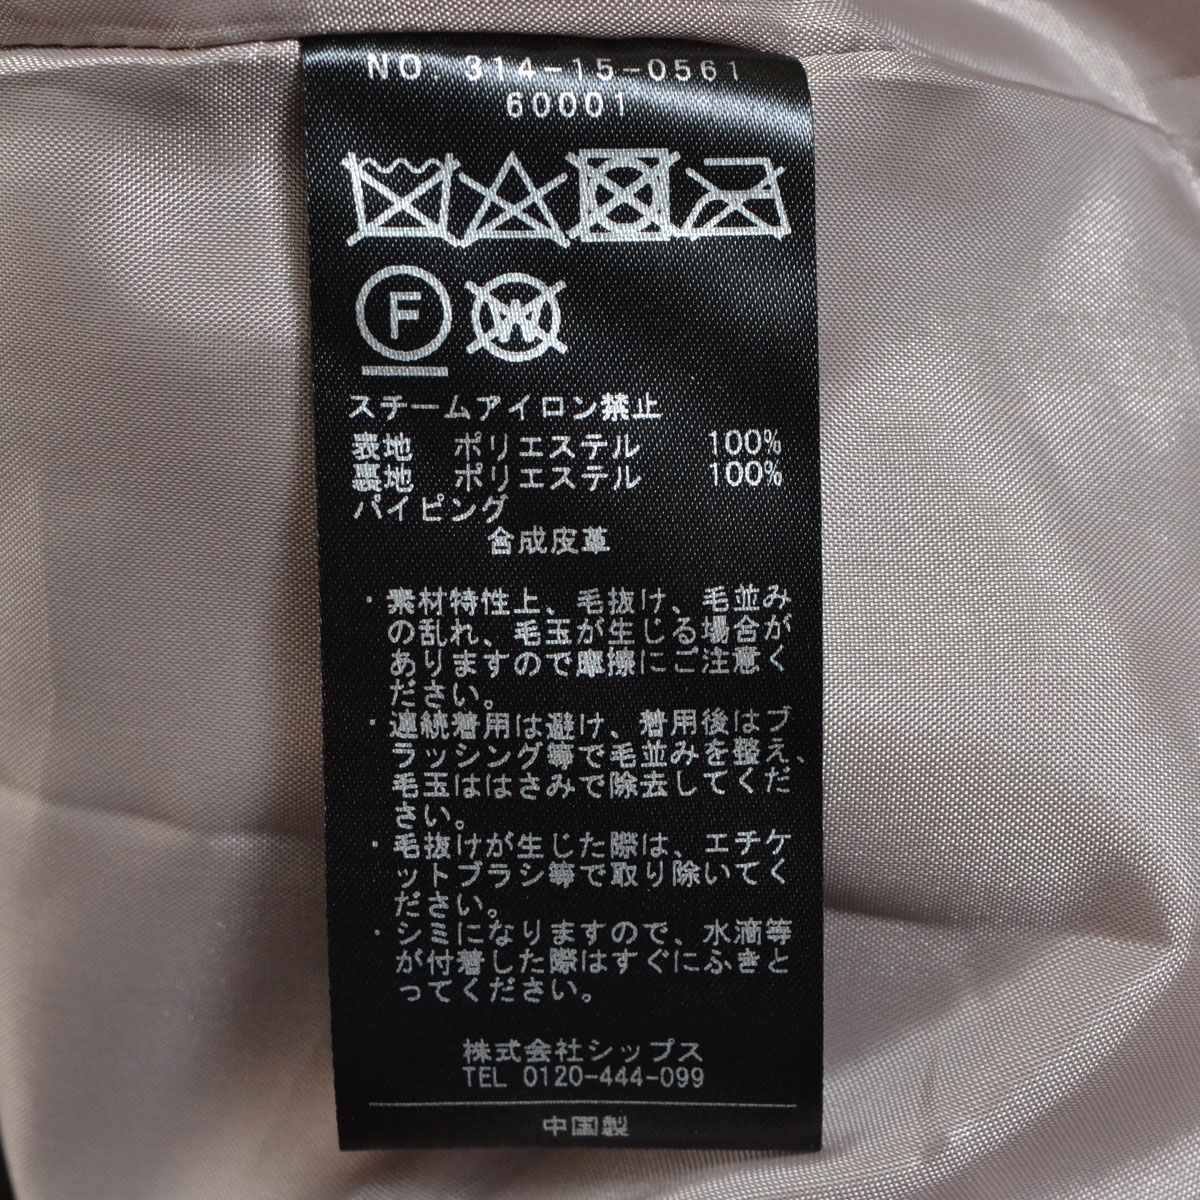 NO. 314-15-0561
60001
F
W
スチームアイロン禁止
表地 ポリエステル 100%
裏地 ポリエステル 100%
パイピング
合成皮革
・素材特性上、毛抜け、毛並み
の乱れ、毛玉が生じる場合が
ありますので摩擦にご注意く
ださい。
・連続着用は避け、着用後はブ
ラッシング等で毛並みを整え、
毛玉ははさみで除去してくだ
さい。
・毛抜けが生じた際は、エチケ
ットブラシ等で取り除いてく
ださい。
・シミになりますので、水滴等
が付着した際はすぐにふきと
ってください。
株式会社シップス
TEL 0120-444-099
中国製